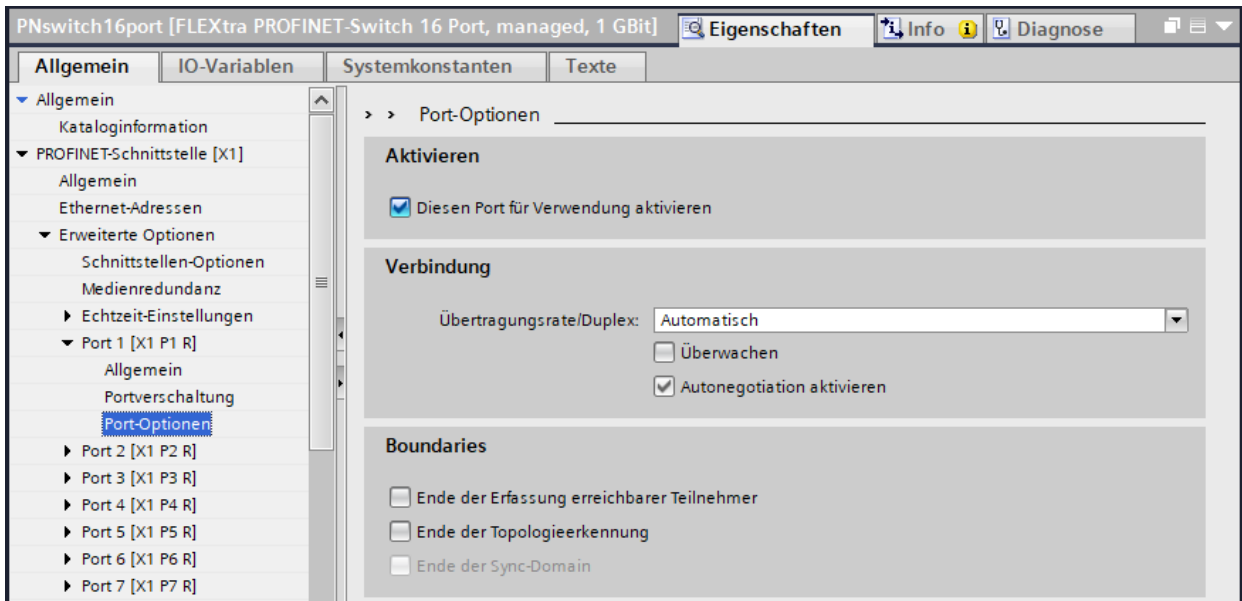 PNswitch16port [FLEXtra PROFINET-Switch 16 Port, managed, 1 GBit]
Eigenschaften
Info
Diagnose
Allgemein
IO-Variablen
Systemkonstanten
Texte
Allgemein
Kataloginformation
PROFINET-Schnittstelle [X1]
Allgemein
Ethernet-Adressen
Erweiterte Optionen
Schnittstellen-Optionen
Medienredundanz
Echtzeit-Einstellungen
Port 1 [X1 P1 R]
Allgemein
Portverschaltung
Port-Optionen
Port 2 [X1 P2 R]
Port 3 [X1 P3 R]
Port 4 [X1 P4 R]
Port 5 [X1 P5 R]
Port 6 [X1 P6 R]
Port 7 [X1 P7 R]
> > Port-Optionen
Aktivieren
Diesen Port für Verwendung aktivieren
Verbindung
Übertragungsrate/Duplex: Automatisch
Überwachen
Autonegotiation aktivieren
Boundaries
Ende der Erfassung erreichbarer Teilnehmer
Ende der Topologieerkennung
Ende der Sync-Domain